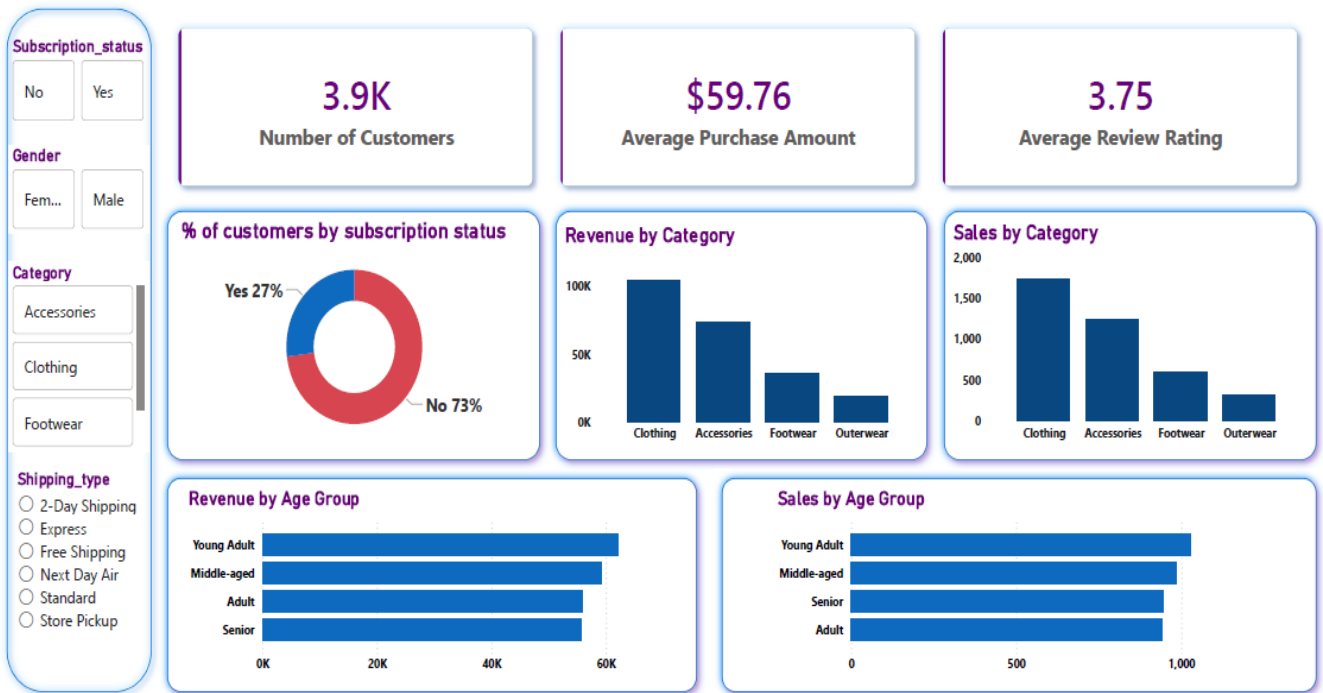 Subscription_status
No
Yes
Gender
Fem...
Male
Category
Accessories
Clothing
Footwear
Shipping_type
2-Day Shipping
Express
Free Shipping
Next Day Air
Standard
Store Pickup
3.9K
Number of Customers
$59.76
Average Purchase Amount
3.75
Average Review Rating
% of customers by subscription status
Yes 27%
No 73%
Revenue by Category
100K
50K
0K
Clothing
Accessories
Footwear
Outerwear
Sales by Category
2,000
1,500
1,000
500
0
Clothing
Accessories
Footwear
Outerwear
Revenue by Age Group
Young Adult
Middle-aged
Adult
Senior
0K
20K
40K
60K
Sales by Age Group
Young Adult
Middle-aged
Senior
Adult
0
500
1,000